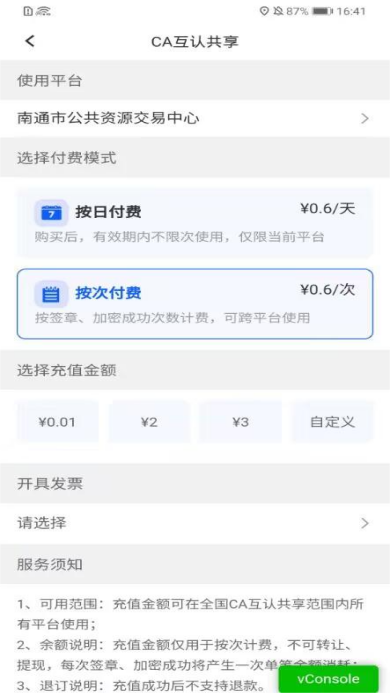 87% 16:41
CA互认共享
使用平台
南通市公共资源交易中心
选择付费模式
7 按日付费 ¥0.6/天
购买后，有效期内不限次使用，仅限当前平台
按次付费 ¥0.6/次
按签章、加密成功次数计费，可跨平台使用
选择充值金额
¥0.01 ¥2 ¥3 自定义
开具发票
请选择
服务须知
1、可用范围：充值金额可在全国CA互认共享范围内所
有平台使用；
2、余额说明：充值金额仅用于按次计费，不可转让、
提现，每次签章、加密成功将产生一次单笔金额消耗；
3、退订说明：充值成功后不支持退款。
vConsole